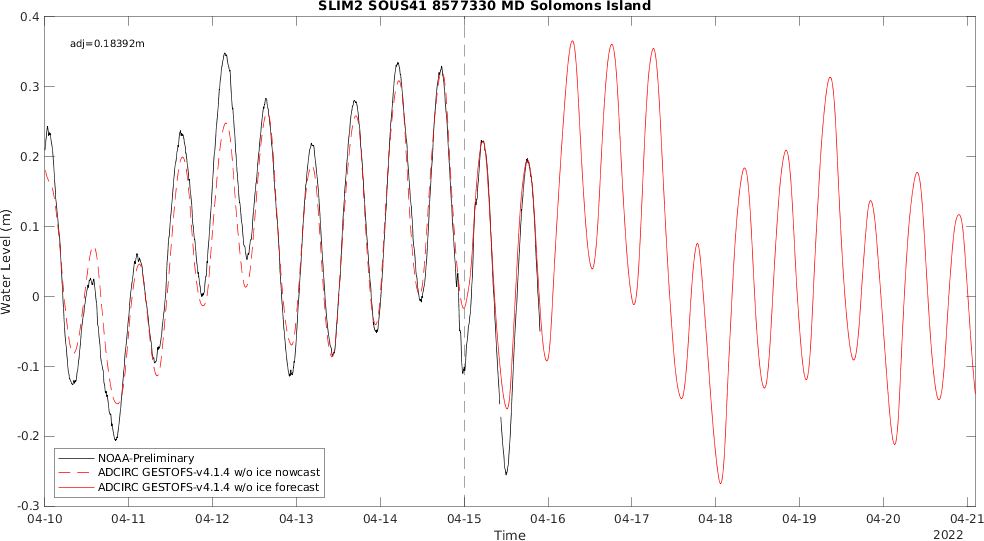 SLIM2 SOUS41 8577330 MD Solomons Island
adj=0.18392m
0.4
0.3
0.2
0.1
0
-0.1
-0.2
-0.3
Water Level (m)
NOAA-Preliminary
ADCIRC GESTOFS-v4.1.4 w/o ice nowcast
ADCIRC GESTOFS-v4.1.4 w/o ice forecast
04-10 04-11 04-12 04-13 04-14 04-15 04-16 04-17 04-18 04-19 04-20 04-21
Time
2022